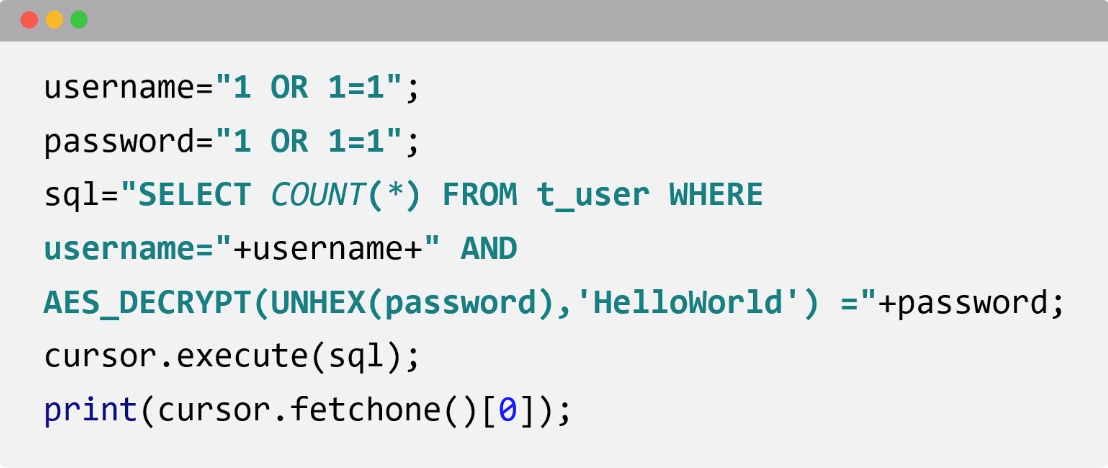 username="1 OR 1=1";
password="1 OR 1=1";
sql="SELECT COUNT(*) FROM t_user WHERE
username="+username+" AND
AES_DECRYPT(UNHEX(password),'HelloWorld') ="+password;
cursor.execute(sql);
print(cursor.fetchone()[0]);